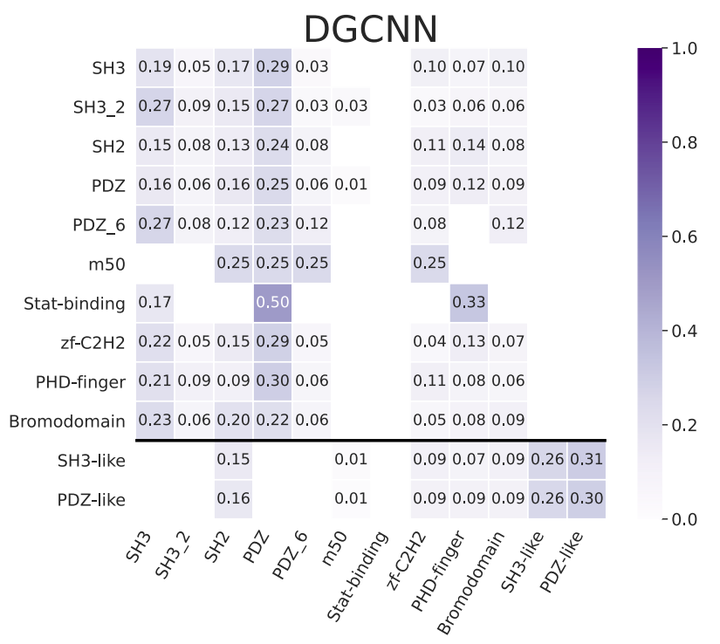 DGCNN
SH3 0.19 0.05 0.17 0.29 0.03 0.10 0.07 0.10
SH3_2 0.27 0.09 0.15 0.27 0.03 0.03 0.03 0.06 0.06
SH2 0.15 0.08 0.13 0.24 0.08 0.11 0.14 0.08
PDZ 0.16 0.06 0.16 0.25 0.06 0.01 0.09 0.12 0.09
PDZ_6 0.27 0.08 0.12 0.23 0.12 0.08 0.12
m50 0.25 0.25 0.25 0.25
Stat-binding 0.17 0.50 0.33
zf-C2H2 0.22 0.05 0.15 0.29 0.05 0.04 0.13 0.07
PHD-finger 0.21 0.09 0.09 0.30 0.06 0.11 0.08 0.06
Bromodomain 0.23 0.06 0.20 0.22 0.06 0.05 0.08 0.09
SH3-like 0.15 0.01 0.09 0.07 0.09 0.26 0.31
PDZ-like 0.16 0.01 0.09 0.09 0.09 0.26 0.30
SH3 SH3_2 SH2 PDZ PDZ_6 m50 Stat-binding zf-C2H2 PHD-finger Bromodomain SH3-like PDZ-like
1.0
0.8
0.6
0.4
0.2
0.0